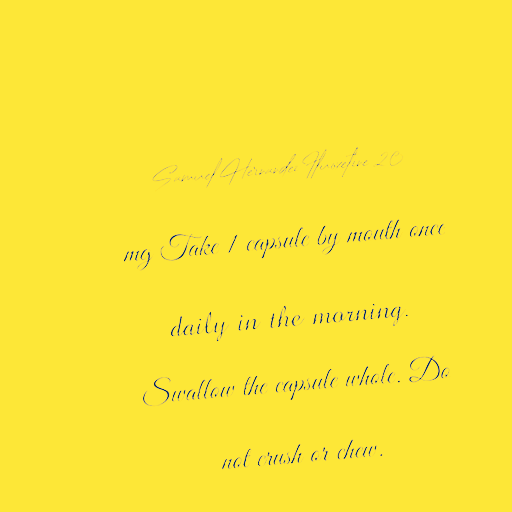 Samuel Hernandez Fluoxetine 20
mg Take 1 capsule by mouth once
daily in the morning.
Swallow the capsule whole. Do
not crush or chew.